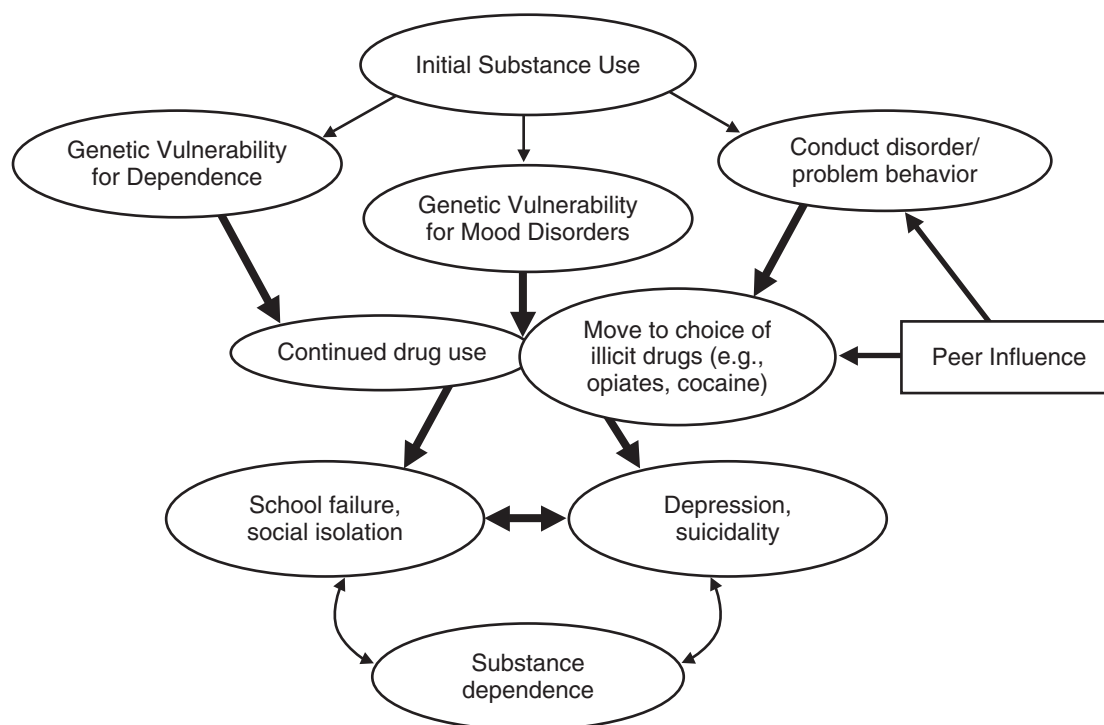 Initial Substance Use
Genetic Vulnerability
for Dependence
Conduct disorder/
problem behavior
Genetic Vulnerability
for Mood Disorders
Continued drug use
Move to choice of
illicit drugs (e.g.,
opiates, cocaine)
Peer Influence
School failure,
social isolation
Depression,
suicidality
Substance
dependence